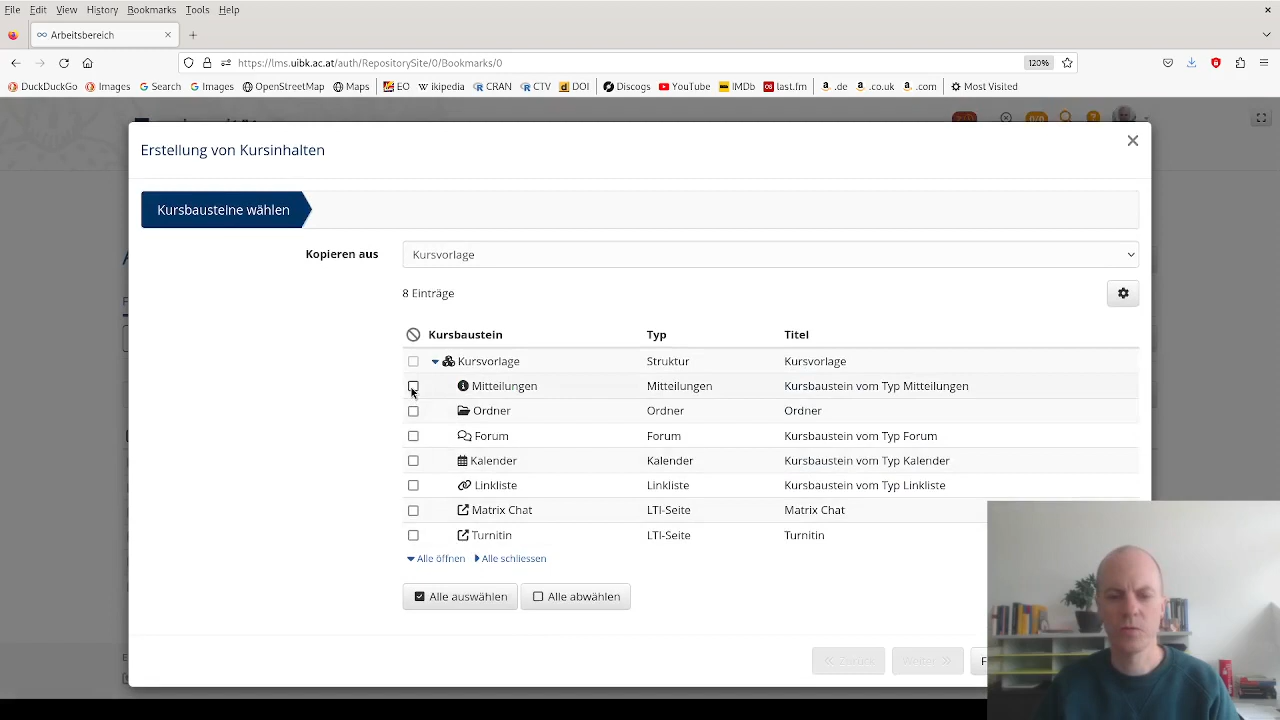 File Edit View History Bookmarks Tools Help
Arbeitsbereich
https://lms.uibk.ac.at/auth/RepositorySite/0/Bookmarks/0 120%
DuckDuckGo Images Search Images OpenStreetMap Maps EO wikipedia CRAN CTV DOI Discogs YouTube IMDb last.fm .de .co.uk .com Most Visited
Erstellung von Kursinhalten
Kursbausteine wählen
Kopieren aus Kursvorlage
8 Einträge
Kursbaustein Typ Titel
Kursvorlage Struktur Kursvorlage
Mitteilungen Mitteilungen Kursbaustein vom Typ Mitteilungen
Ordner Ordner Ordner
Forum Forum Kursbaustein vom Typ Forum
Kalender Kalender Kursbaustein vom Typ Kalender
Linkliste Linkliste Kursbaustein vom Typ Linkliste
Matrix Chat LTI-Seite Matrix Chat
Turnitin LTI-Seite Turnitin
Alle öffnen Alle schliessen
Alle auswählen Alle abwählen
Zurück Weiter